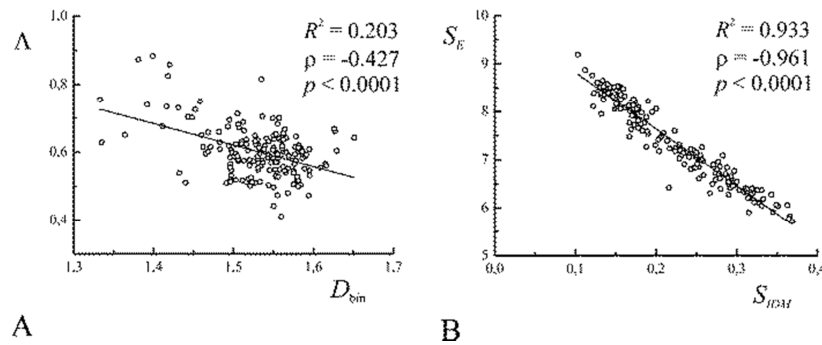 Λ
1.0
0.8
0.6
0,4
1.3
1.4
1.5
1.6
1.7
D bin
R² = 0.203
ρ = -0.427
p < 0.0001
A
S_E
10
9
8
7
6
5
0,0
0,1
0,2
0,3
0,4
S_IDM
R² = 0.933
ρ = -0.961
p < 0.0001
B